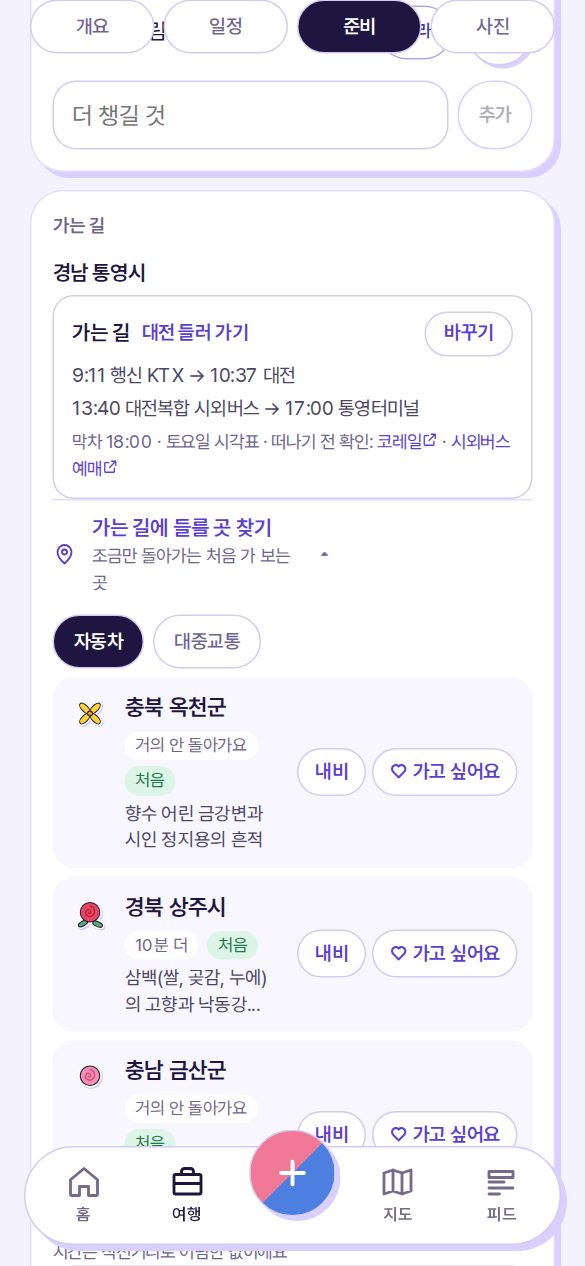 개요
일정
준비
사진
더 챙길 것
추가
가는 길
경남 통영시
가는 길 대전 들러 가기
바꾸기
9:11 행신 KTX → 10:37 대전
13:40 대전복합 시외버스 → 17:00 통영터미널
막차 18:00 · 토요일 시각표 · 떠나기 전 확인: 코레일 · 시외버스
예매
가는 길에 들를 곳 찾기
조금만 돌아가는 처음 가 보는
곳
자동차
대중교통
충북 옥천군
거의 안 돌아가요
처음
향수 어린 금강변과
시인 정지용의 흔적
내비
가고 싶어요
경북 상주시
10분 더
처음
삼백(쌀, 곶감, 누에)
의 고향과 낙동강...
내비
가고 싶어요
충남 금산군
거의 안 돌아가요
처음
내비
가고 싶어요
홈
여행
지도
피드